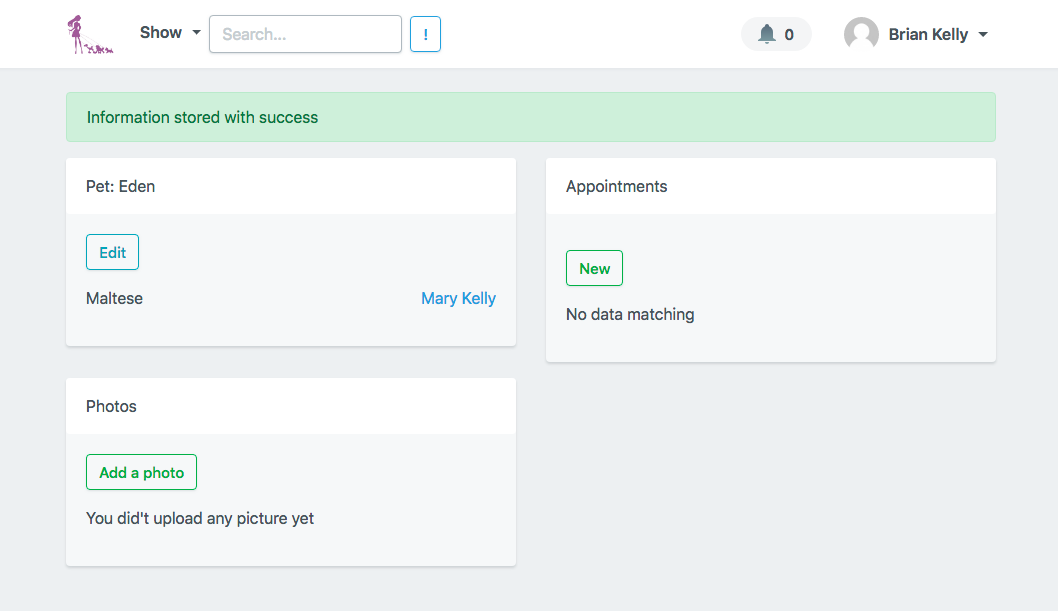 Show
Search...
!
0
Brian Kelly
Information stored with success
Pet: Eden
Edit
Maltese
Mary Kelly
Appointments
New
No data matching
Photos
Add a photo
You did't upload any picture yet